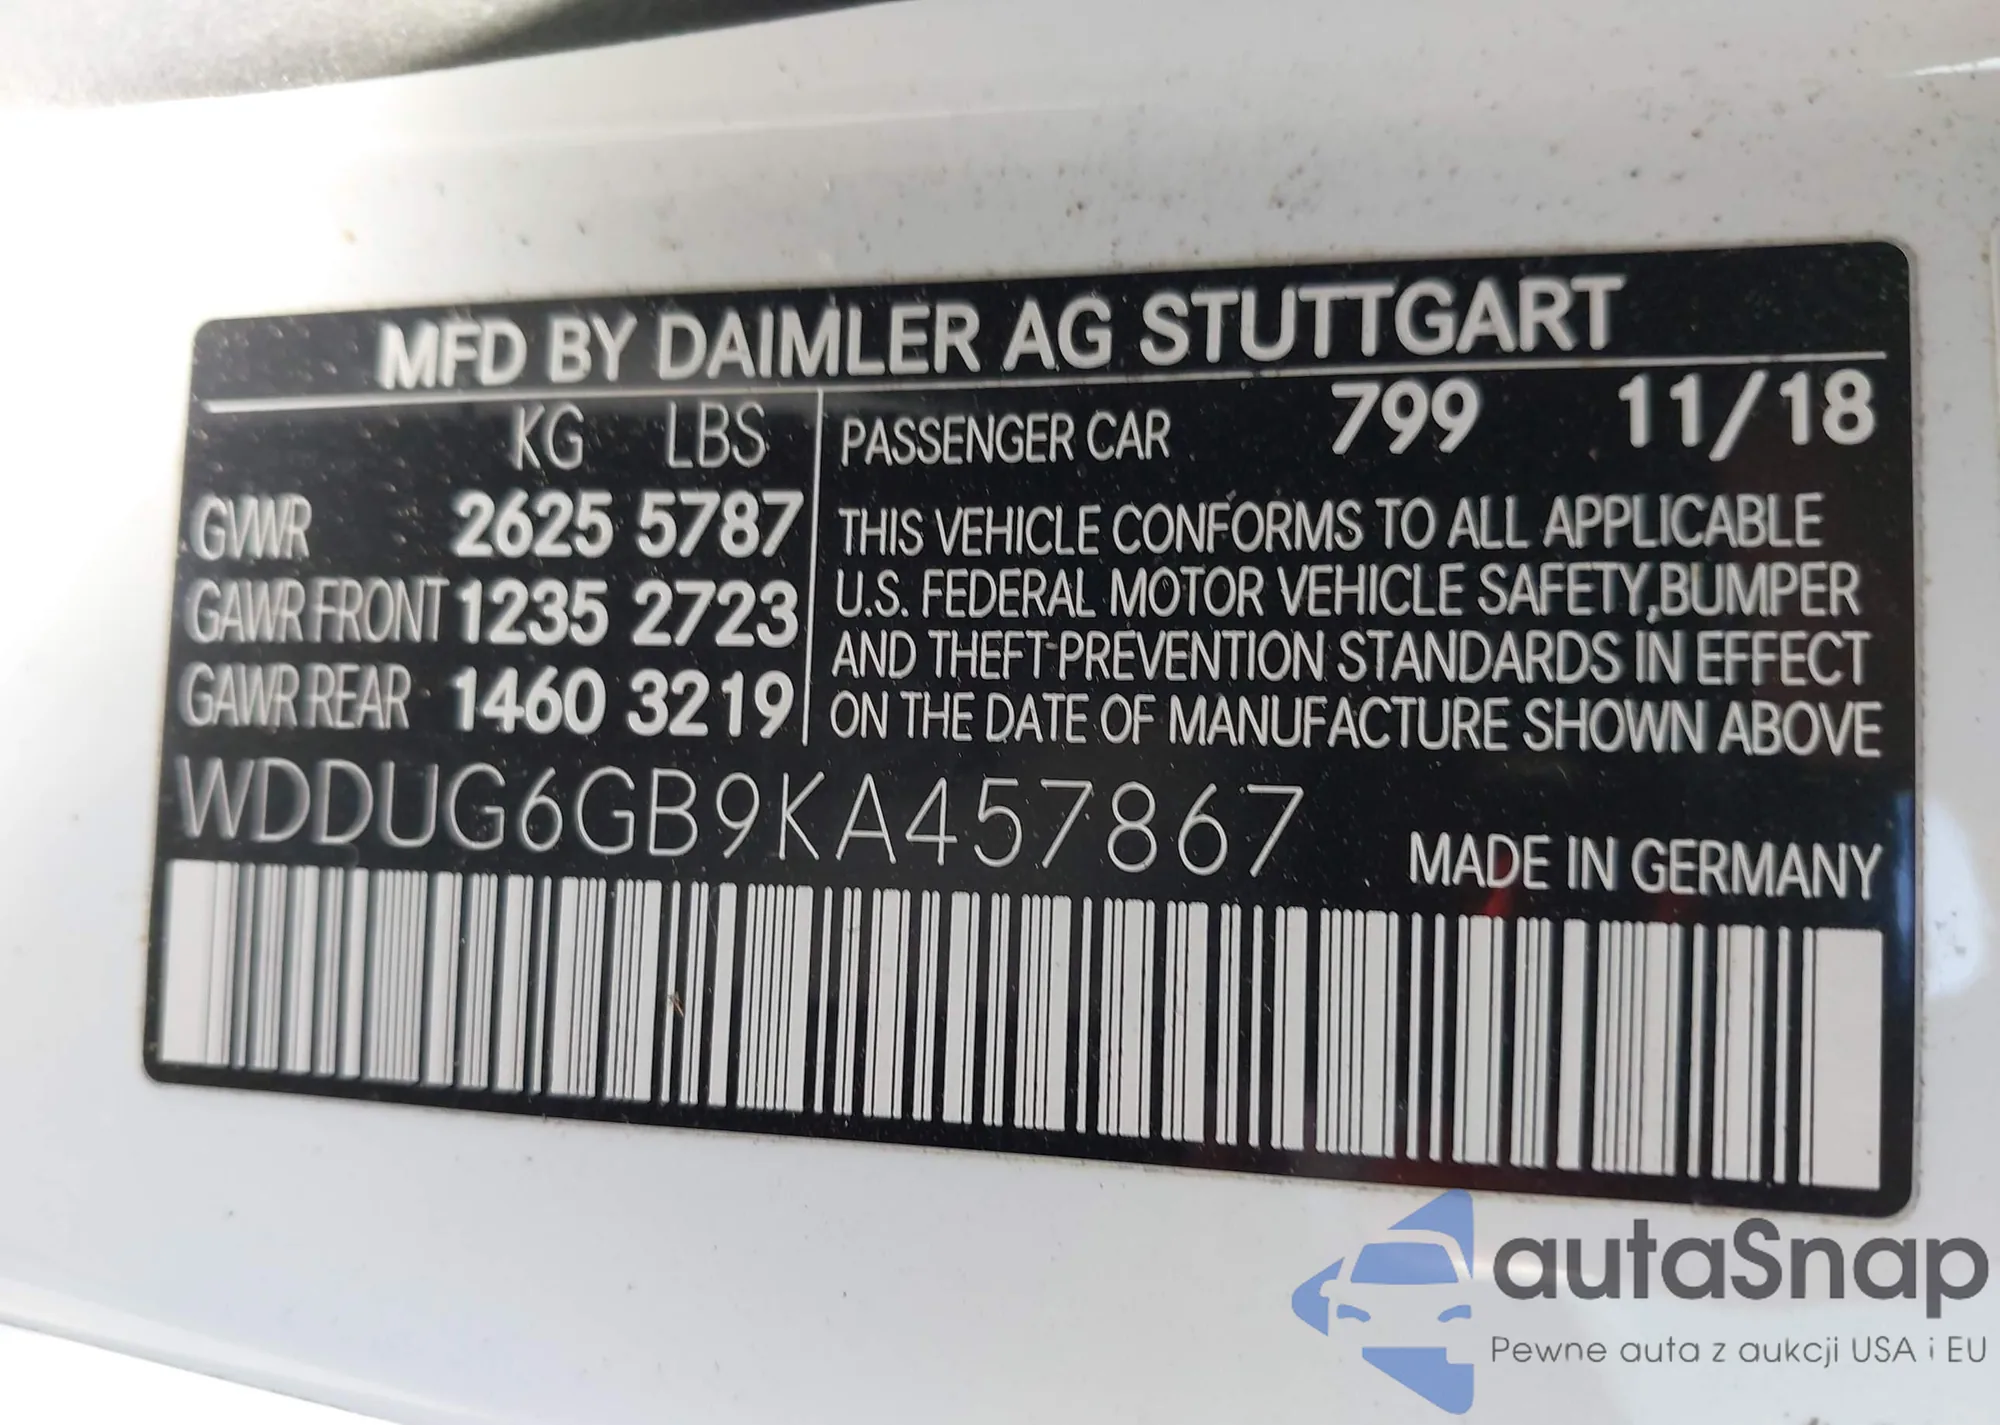 MFD BY DAIMLER AG STUTTGART
KG LBS
GVWR 2625 5787
GAWR FRONT 1235 2723
GAWR REAR 1460 3219
PASSENGER CAR 799 11/18
THIS VEHICLE CONFORMS TO ALL APPLICABLE
U.S. FEDERAL MOTOR VEHICLE SAFETY,BUMPER
AND THEFT PREVENTION STANDARDS IN EFFECT
ON THE DATE OF MANUFACTURE SHOWN ABOVE
WDDUG6GB9KA457867
MADE IN GERMANY
autaSnap
Pewne auta z aukcji USA i EU